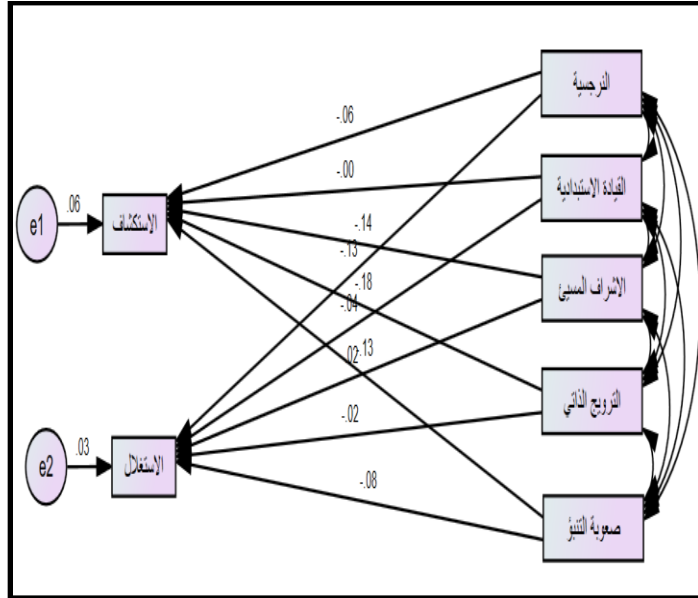 النرجسية
-.06
القيادة الاستبدادية
-.00
.06
e1
الاستكشاف
-.14
-.13
الاشراف المسيئ
-.18
-.04
.02
-.13
الترويج الذاتي
-.02
.03
e2
الاستغلال
-.08
صعوبة التنبؤ